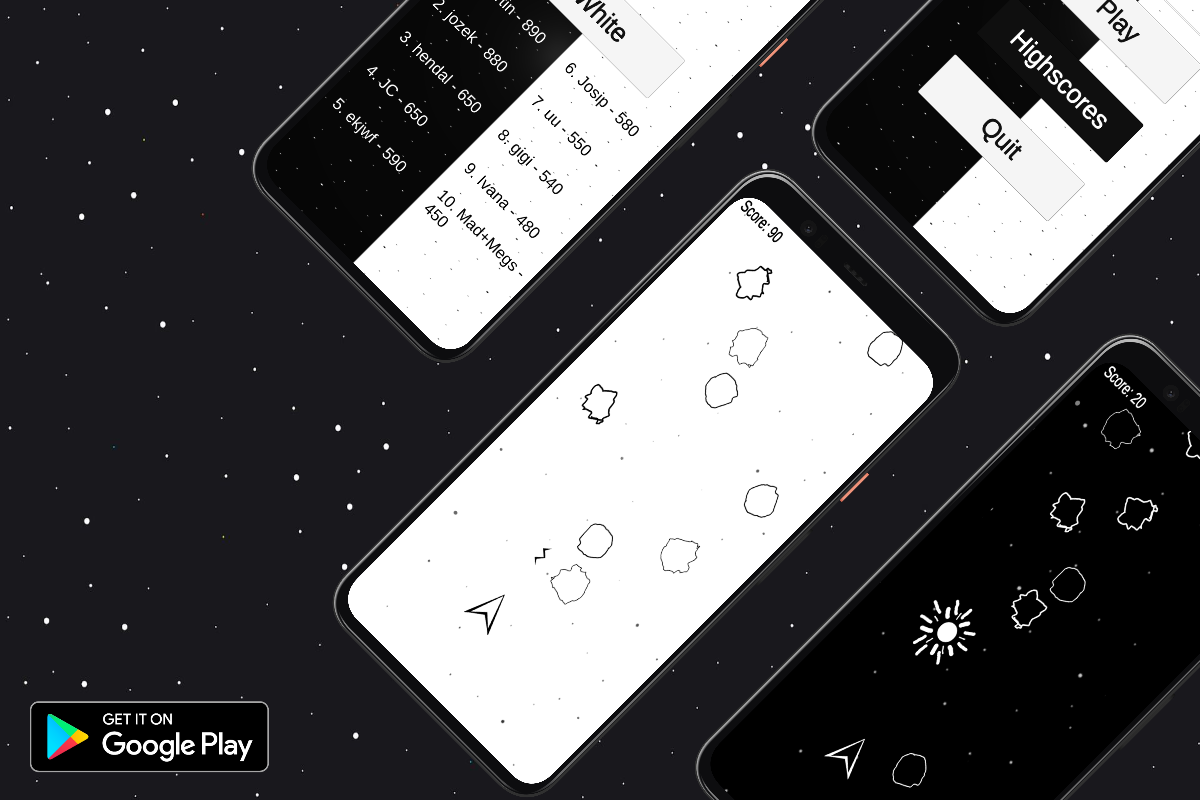 White
- 890
2. jozek - 880
3. hendal - 650
4. JC - 650
5. ekjwf - 590
6. Josip - 580
7. uu - 550
8. gigi - 540
9. Ivana - 480
10. Mad+Megs -
450
Play
Highscores
Quit
Score: 90
Score: 20
GET IT ON
Google Play